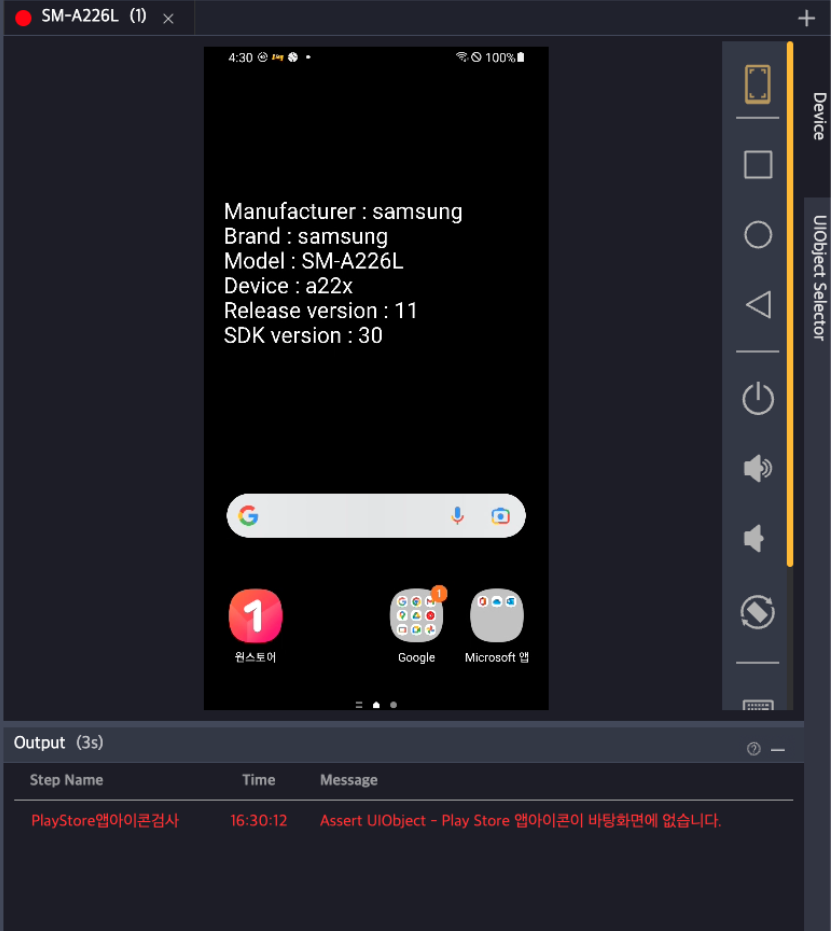 SM-A226L (1)
4:30
100%
Manufacturer : samsung
Brand : samsung
Model : SM-A226L
Device : a22x
Release version : 11
SDK version : 30
1
원스토어
Google
Microsoft 앱
Device
UIObject Selector
Output (3s)
Step Name Time Message
PlayStore앱아이콘검사 16:30:12 Assert UIObject - Play Store 앱아이콘이 바탕화면에 없습니다.